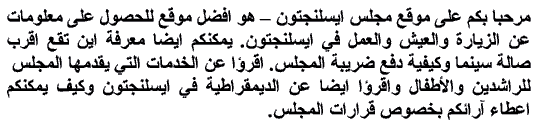 مرحبا بكم على موقع مجلس ايسلنجتون – هو افضل موقع للحصول على معلومات
عن الزيارة والعيش والعمل في ايسلنجتون. يمكنكم ايضا معرفة اين تقع اقرب
صالة سينما وكيفية دفع ضريبة المجلس. اقرؤا عن الخدمات التي يقدمها المجلس
للراشدين والأطفال واقرؤا ايضا عن الديمقراطية في ايسلنجتون وكيف يمكنكم
اعطاء آرائكم بخصوص قرارات المجلس.